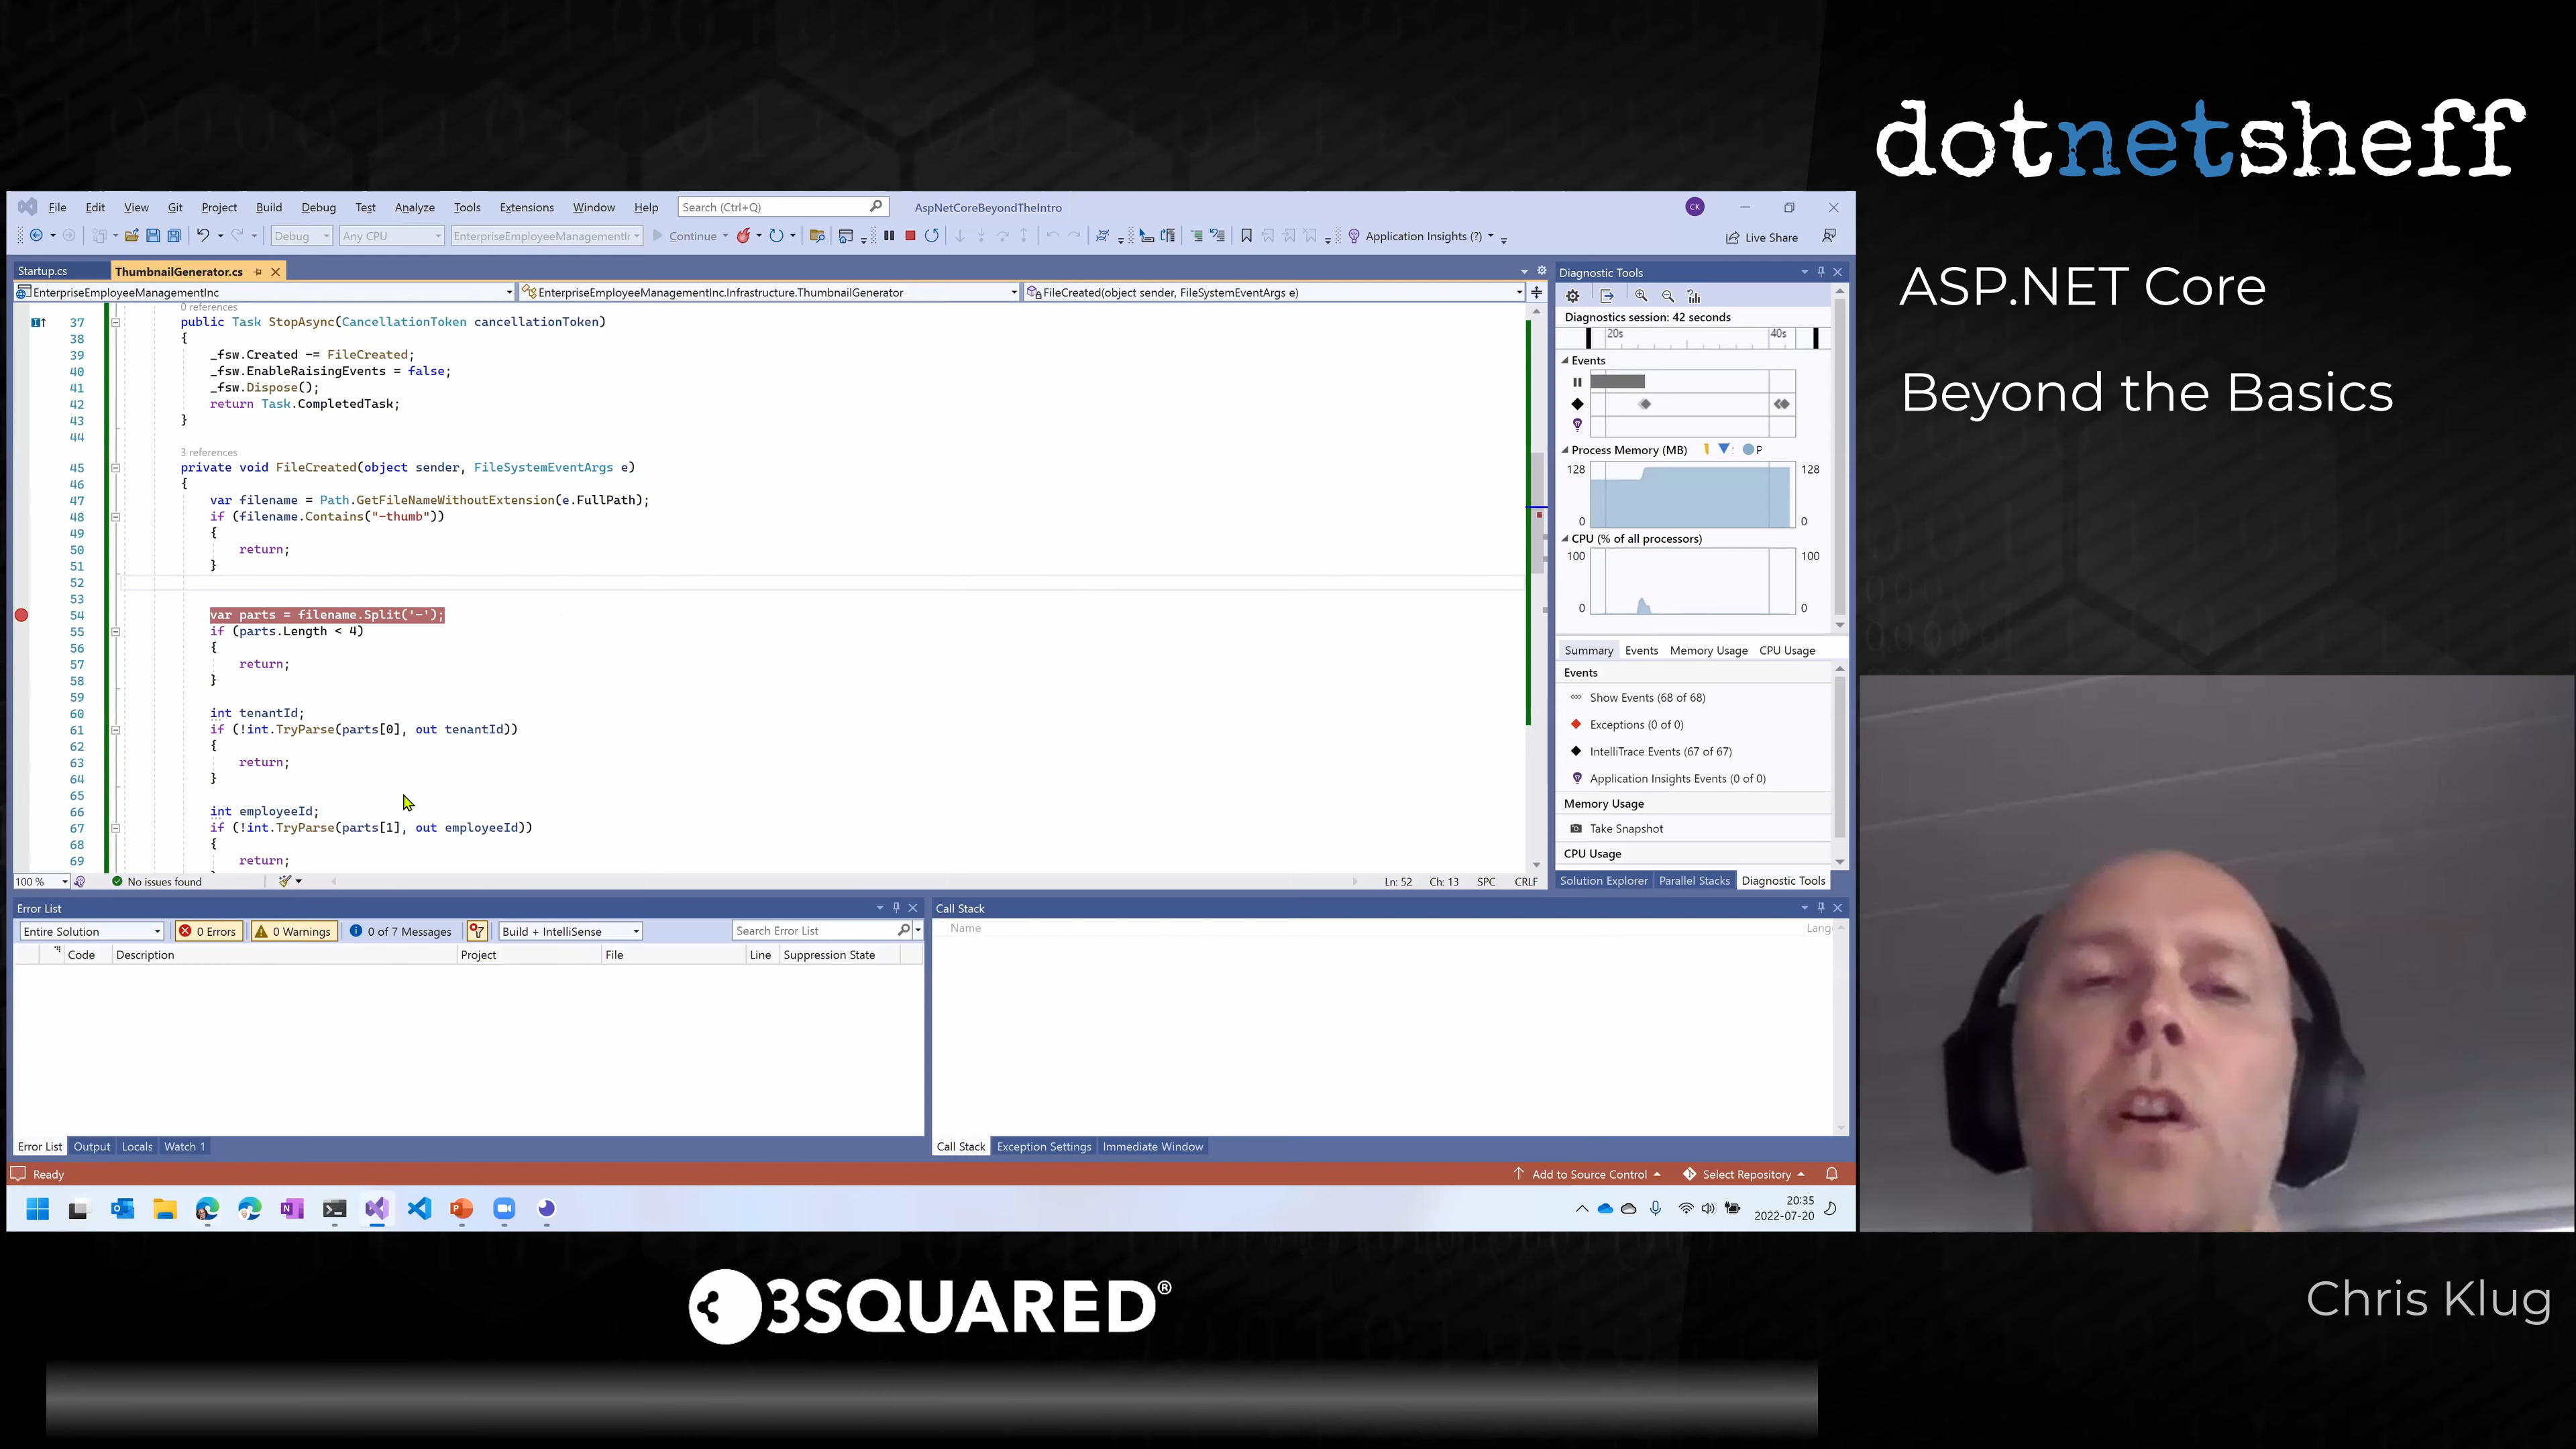 dotnetsheff
ASP.NET Core
Beyond the Basics
File Edit View Git Project Build Debug Test Analyze Tools Extensions Window Help Search (Ctrl+Q) AspNetCoreBeyondTheIntro CK
Debug Any CPU EnterpriseEmployeeManagementIn Continue Application Insights (?) Live Share
Startup.cs ThumbnailGenerator.cs
EnterpriseEmployeeManagementInc EnterpriseEmployeeManagementInc.Infrastructure.ThumbnailGenerator FileCreated(object sender, FileSystemEventArgs e)
0 references
37 public Task StopAsync(CancellationToken cancellationToken)
38 {
39 _fsw.Created -= FileCreated;
40 _fsw.EnableRaisingEvents = false;
41 _fsw.Dispose();
42 return Task.CompletedTask;
43 }
44
3 references
45 private void FileCreated(object sender, FileSystemEventArgs e)
46 {
47 var filename = Path.GetFileNameWithoutExtension(e.FullPath);
48 if (filename.Contains("-thumb"))
49 {
50 return;
51 }
52
53
54 var parts = filename.Split('-');
55 if (parts.Length < 4)
56 {
57 return;
58 }
59
60 int tenantId;
61 if (!int.TryParse(parts[0], out tenantId))
62 {
63 return;
64 }
65
66 int employeeId;
67 if (!int.TryParse(parts[1], out employeeId))
68 {
69 return;
100 % No issues found Ln: 52 Ch: 13 SPC CRLF
Diagnostic Tools
Diagnostics session: 42 seconds
20s 40s
Events
Process Memory (MB) P
128 128
0 0
CPU (% of all processors)
100 100
0 0
Summary Events Memory Usage CPU Usage
Events
Show Events (68 of 68)
Exceptions (0 of 0)
IntelliTrace Events (67 of 67)
Application Insights Events (0 of 0)
Memory Usage
Take Snapshot
CPU Usage
Solution Explorer Parallel Stacks Diagnostic Tools
Error List
Entire Solution 0 Errors 0 Warnings 0 of 7 Messages Build + IntelliSense Search Error List
Code Description Project File Line Suppression State
Error List Output Locals Watch 1
Call Stack
Name Lang
Call Stack Exception Settings Immediate Window
Ready Add to Source Control Select Repository
20:35
2022-07-20
3SQUARED®
Chris Klug